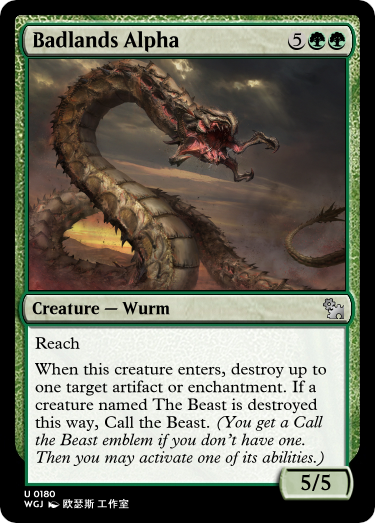 Badlands Alpha 5
Creature — Wurm
Reach
When this creature enters, destroy up to
one target artifact or enchantment. If a
creature named The Beast is destroyed
this way, Call the Beast. (You get a Call
the Beast emblem if you don't have one.
Then you may activate one of its abilities.)
5/5
U 0180
WGJ 欧瑟斯 工作室